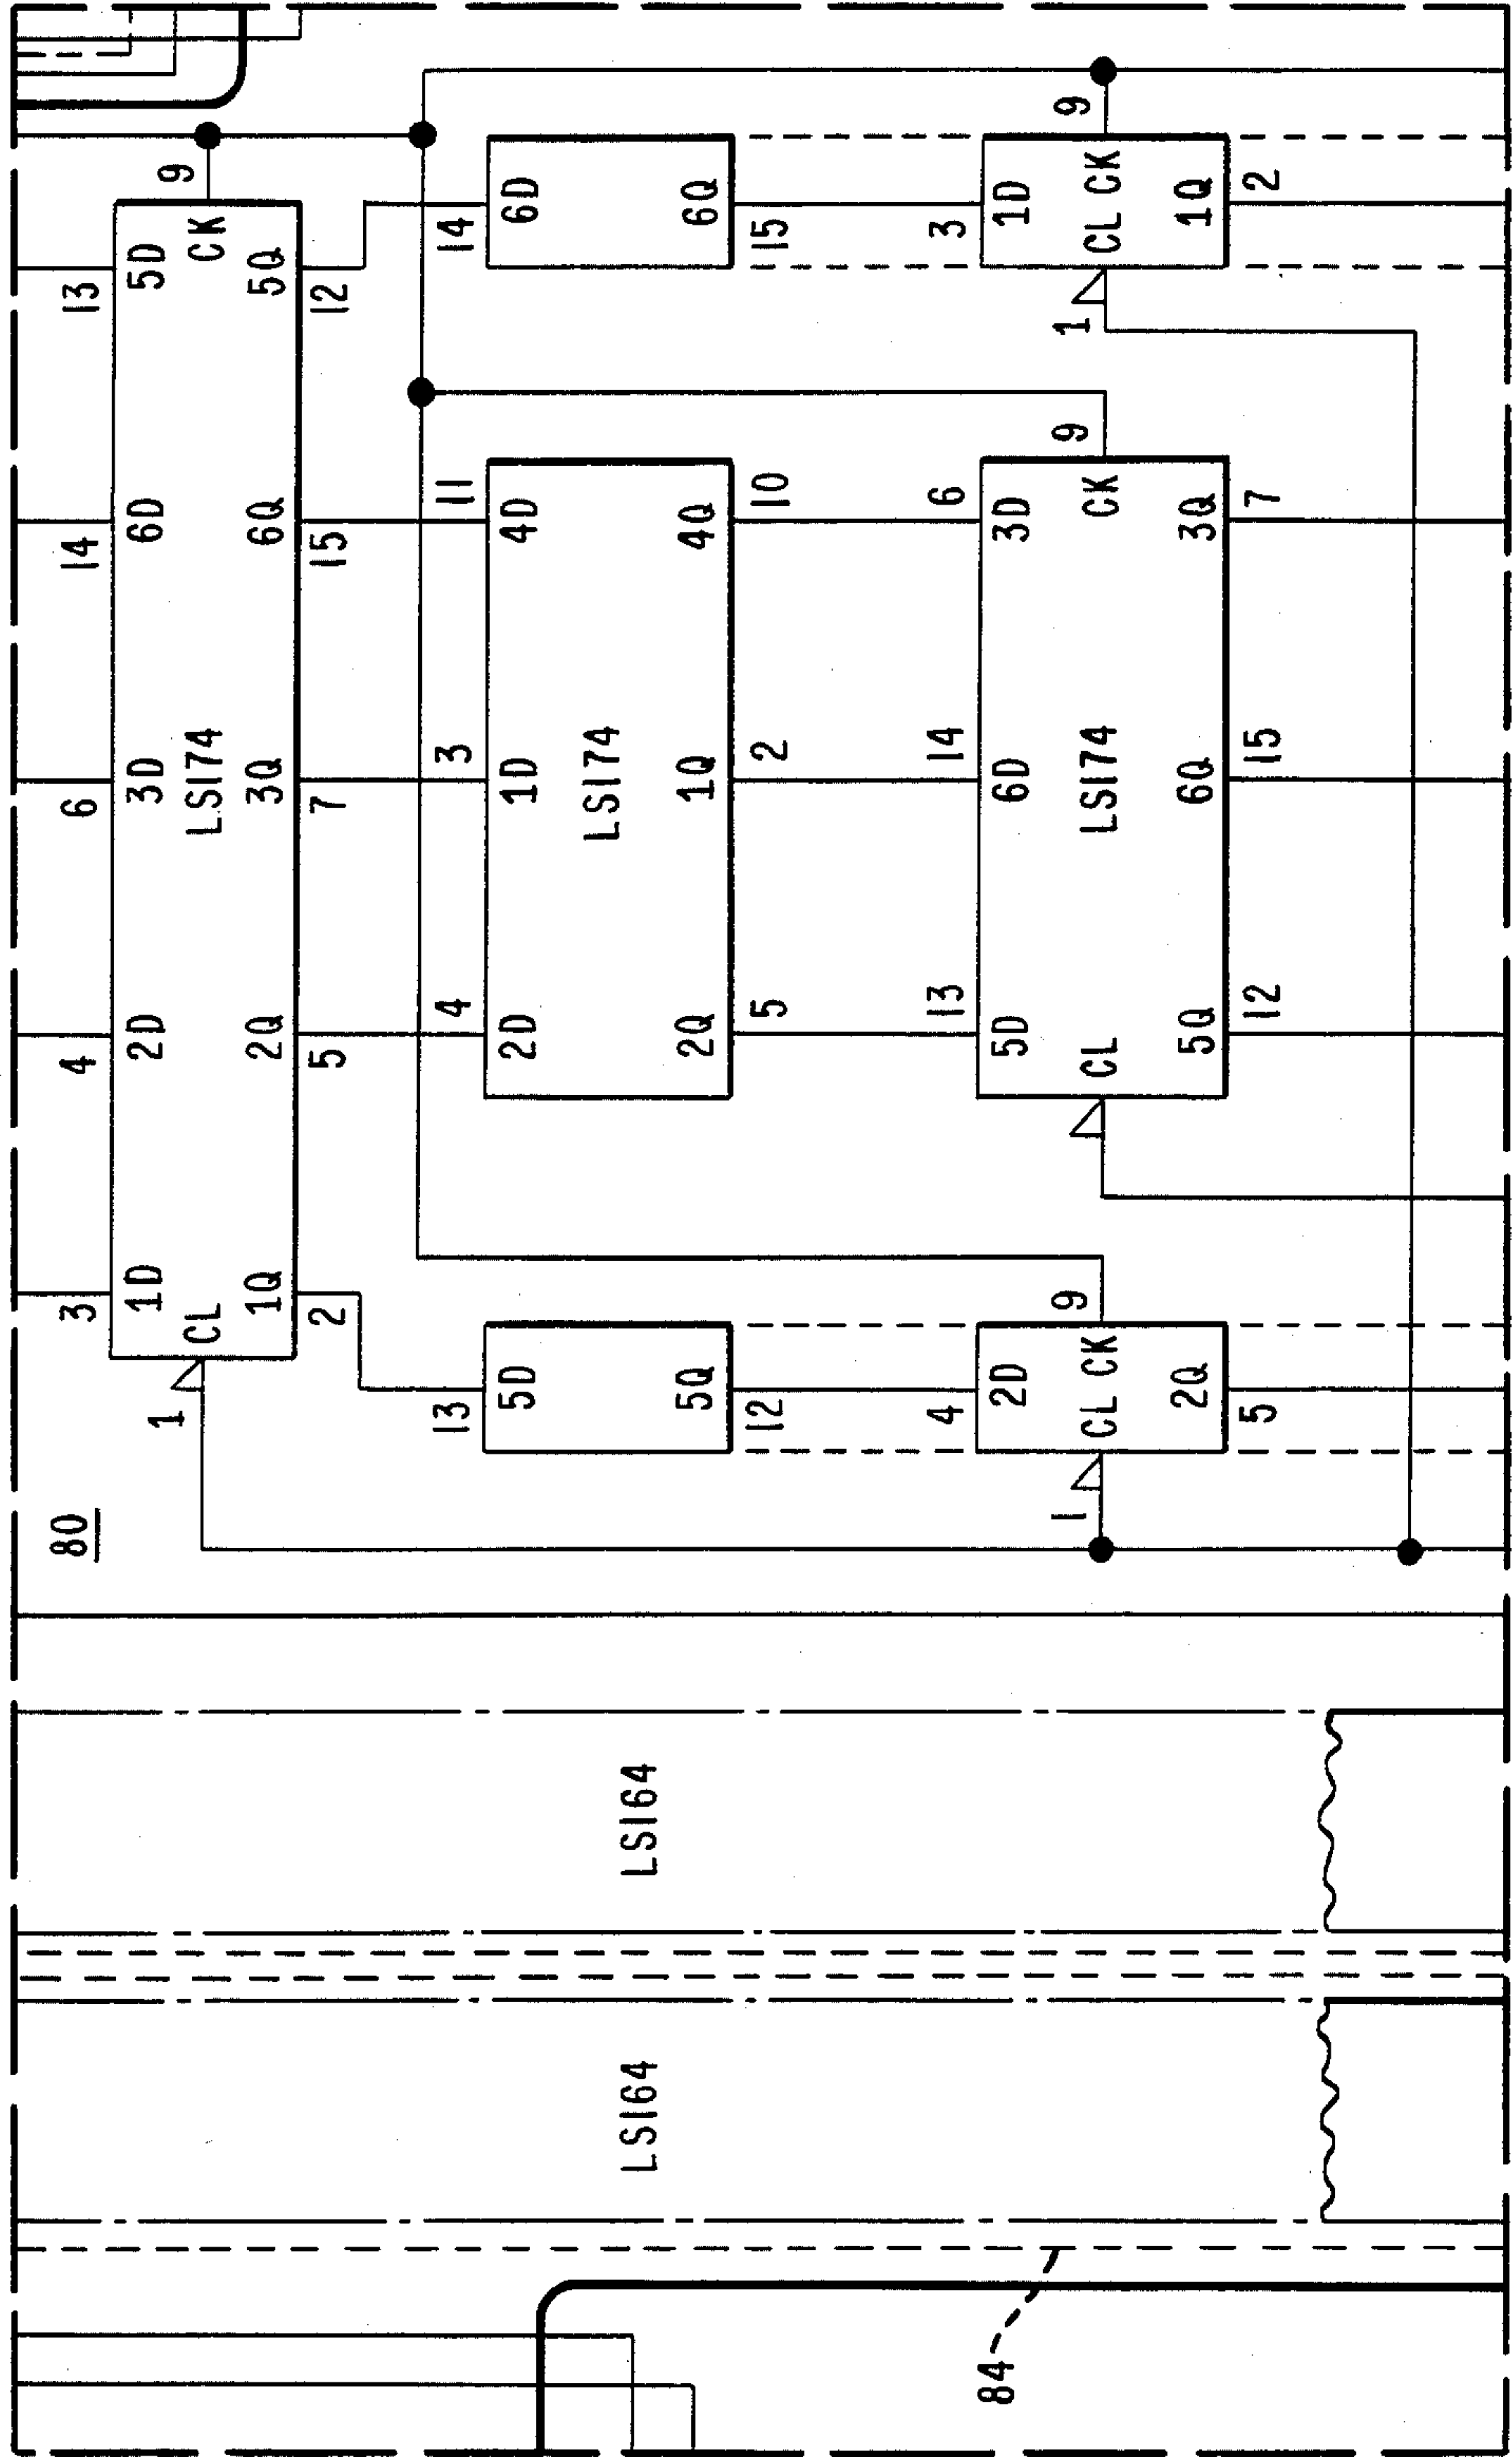 80 3 4 6 14 13
1D 2D 3D 6D 5D
1 CL LS174 CK 9
1Q 2Q 3Q 6Q 5Q
2 5 7 15 12
13 4 3 11 14
5D 2D 1D 4D 6D
LS164 LS164 LS174
5Q 2Q 1Q 4Q 6Q
12 5 2 10 15
4 13 14 6 3
84 2D 5D 6D 3D 1D
1 9 9 1 9
CL CK CL LS174 CK CL CK
2Q 5Q 6Q 3Q 1Q
5 12 15 7 2